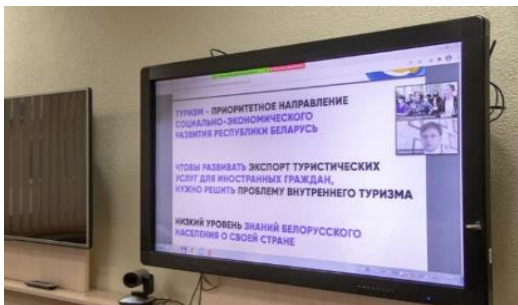 ТУРИЗМ - ПРИОРИТЕТНОЕ НАПРАВЛЕНИЕ
СОЦИАЛЬНО-ЭКОНОМИЧЕСКОГО
РАЗВИТИЯ РЕСПУБЛИКИ БЕЛАРУСЬ
ЧТОБЫ РАЗВИВАТЬ ЭКСПОРТ ТУРИСТИЧЕСКИХ
УСЛУГ ДЛЯ ИНОСТРАННЫХ ГРАЖДАН,
НУЖНО РЕШИТЬ ПРОБЛЕМУ ВНУТРЕННЕГО ТУРИЗМА
НИЗКИЙ УРОВЕНЬ ЗНАНИЙ БЕЛОРУССКОГО
НАСЕЛЕНИЯ О СВОЕЙ СТРАНЕ